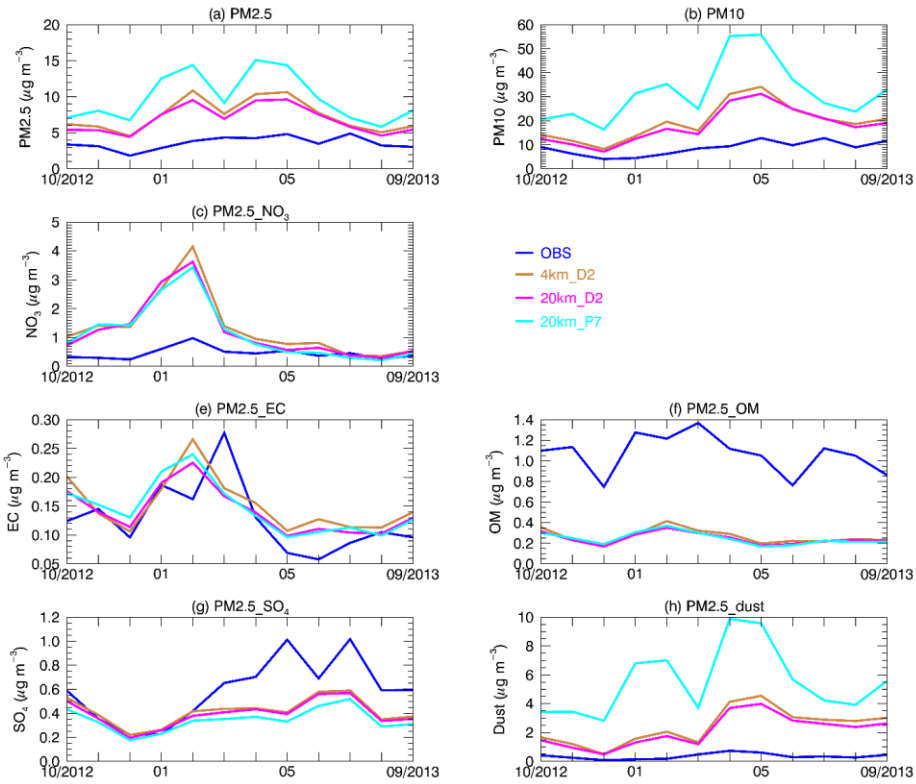 (a) PM2.5
PM2.5 (μg m⁻³)
20
15
10
5
0
10/2012 01 05 09/2013
(b) PM10
PM10 (μg m⁻³)
60
50
40
30
20
10
0
10/2012 01 05 09/2013
(c) PM2.5_NO₃
NO₃ (μg m⁻³)
5
4
3
2
1
0
10/2012 01 05 09/2013
OBS
4km_D2
20km_D2
20km_P7
(e) PM2.5_EC
EC (μg m⁻³)
0.30
0.25
0.20
0.15
0.10
0.05
10/2012 01 05 09/2013
(f) PM2.5_OM
OM (μg m⁻³)
1.4
1.2
1.0
0.8
0.6
0.4
0.2
0.0
10/2012 01 05 09/2013
(g) PM2.5_SO₄
SO₄ (μg m⁻³)
1.2
1.0
0.8
0.6
0.4
0.2
0.0
10/2012 01 05 09/2013
(h) PM2.5_dust
Dust (μg m⁻³)
10
8
6
4
2
0
10/2012 01 05 09/2013